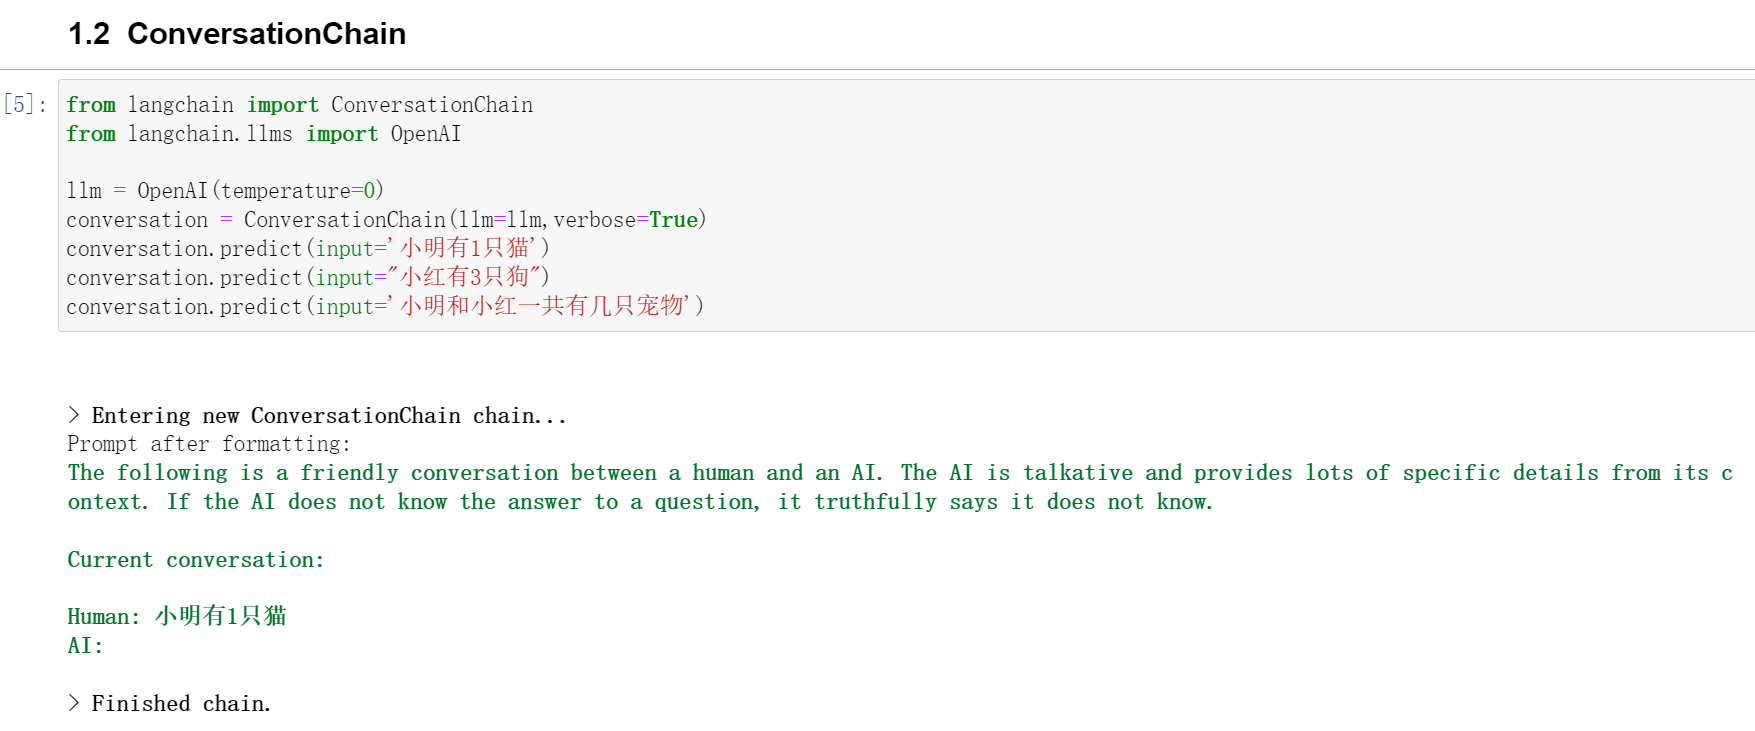 1.2 ConversationChain
[5]:
from langchain import ConversationChain
from langchain.llms import OpenAI
llm = OpenAI(temperature=0)
conversation = ConversationChain(llm=llm,verbose=True)
conversation.predict(input='小明有1只猫')
conversation.predict(input="小红有3只狗")
conversation.predict(input='小明和小红一共有几只宠物')
> Entering new ConversationChain chain...
Prompt after formatting:
The following is a friendly conversation between a human and an AI. The AI is talkative and provides lots of specific details from its c
ontext. If the AI does not know the answer to a question, it truthfully says it does not know.
Current conversation:
Human: 小明有1只猫
AI:
> Finished chain.